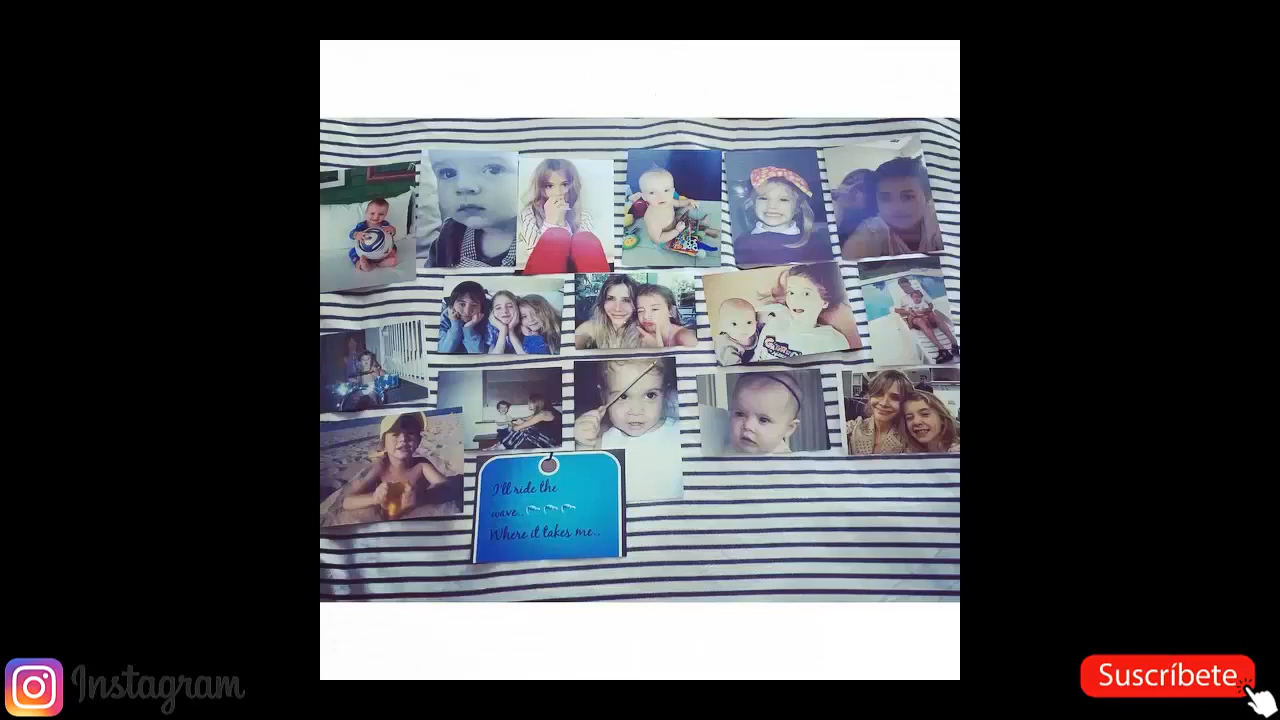 I'll ride the
wave..
Where it takes me..
Instagram
Suscríbete